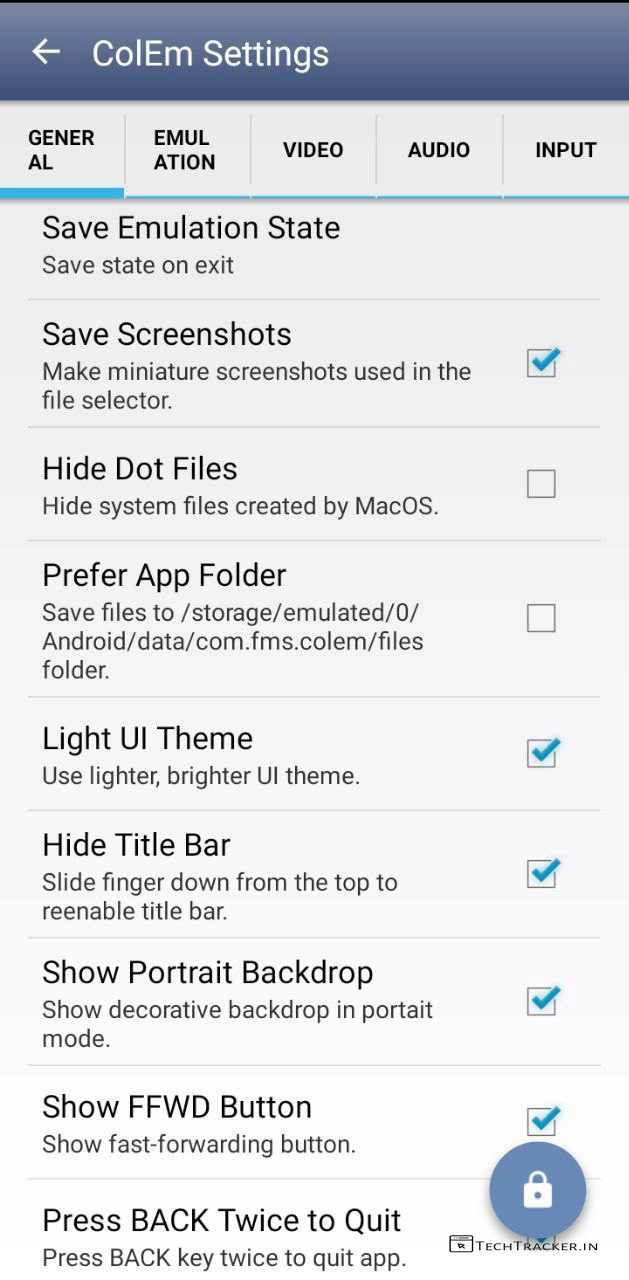 ColEm Settings
GENER
AL
EMUL
ATION
VIDEO
AUDIO
INPUT
Save Emulation State
Save state on exit
Save Screenshots
Make miniature screenshots used in the
file selector.
Hide Dot Files
Hide system files created by MacOS.
Prefer App Folder
Save files to /storage/emulated/0/
Android/data/com.fms.colem/files
folder.
Light UI Theme
Use lighter, brighter UI theme.
Hide Title Bar
Slide finger down from the top to
reenable title bar.
Show Portrait Backdrop
Show decorative backdrop in portait
mode.
Show FFWD Button
Show fast-forwarding button.
Press BACK Twice to Quit
Press BACK key twice to quit app.
TECHTRACKER.IN